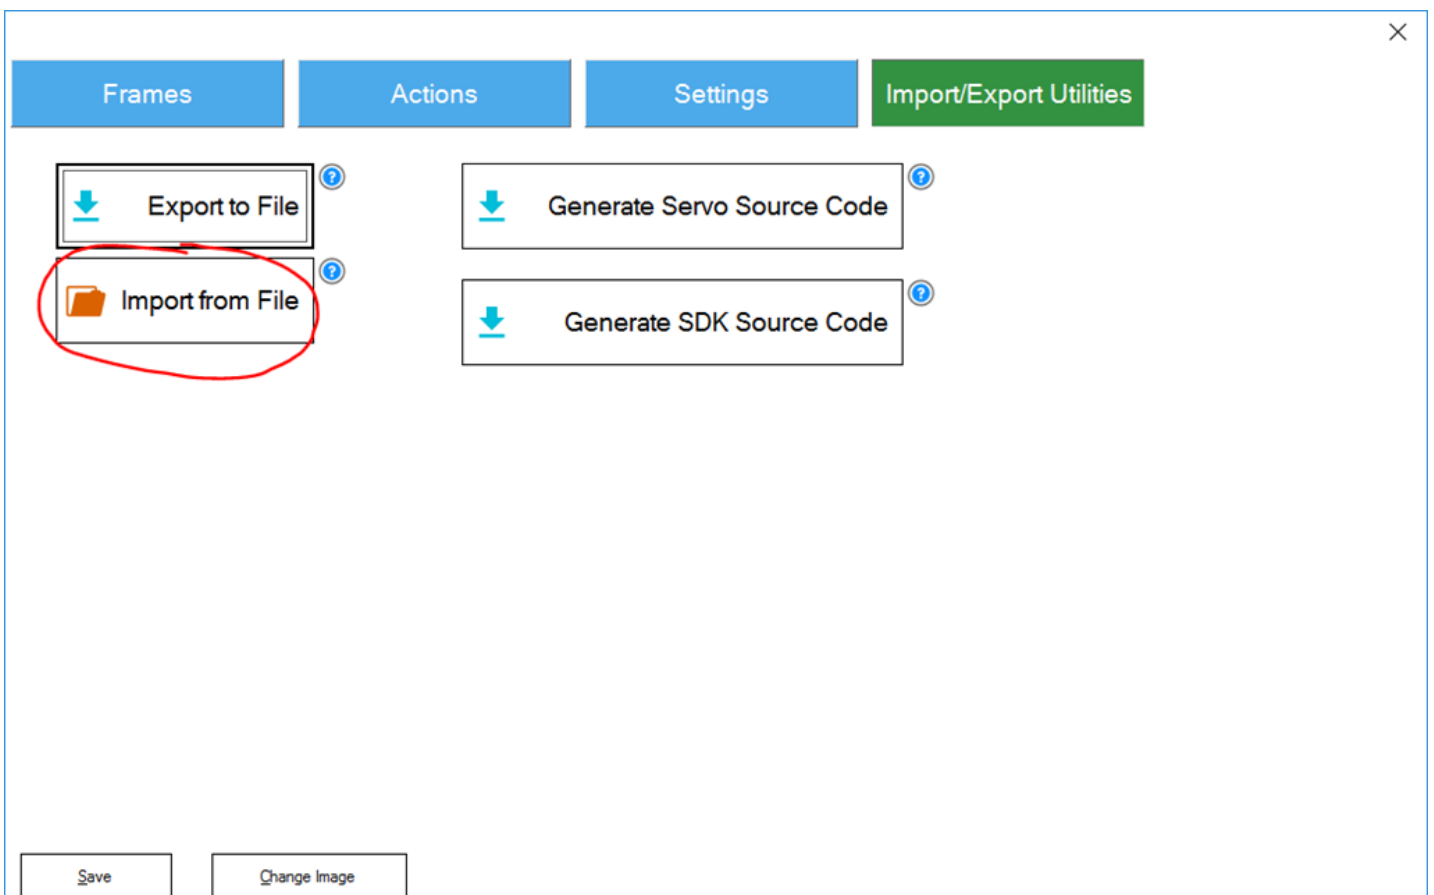 Frames
Actions
Settings
Import/Export Utilities
Export to File
Generate Servo Source Code
Import from File
Generate SDK Source Code
Save
Change Image